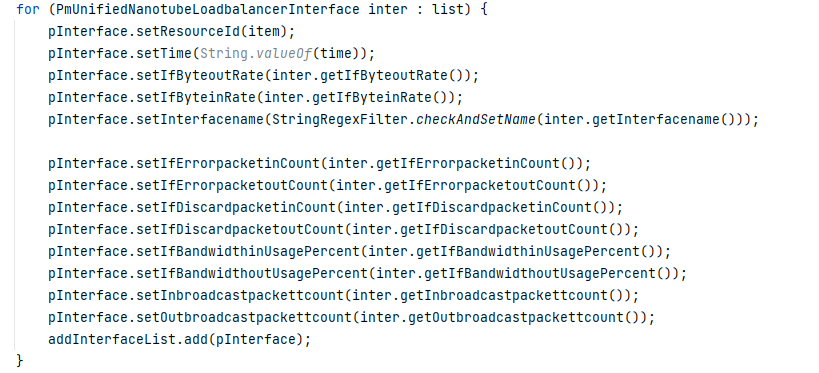 for (PmUnifiedNanotubeLoadbalancerInterface inter : list) {
    pInterface.setResourceId(item);
    pInterface.setTime(String.valueOf(time));
    pInterface.setIfByteoutRate(inter.getIfByteoutRate());
    pInterface.setIfByteinRate(inter.getIfByteinRate());
    pInterface.setInterfacename(StringRegexFilter.checkAndSetName(inter.getInterfacename()));

    pInterface.setIfErrorpacketinCount(inter.getIfErrorpacketinCount());
    pInterface.setIfErrorpacketoutCount(inter.getIfErrorpacketoutCount());
    pInterface.setIfDiscardpacketinCount(inter.getIfDiscardpacketinCount());
    pInterface.setIfDiscardpacketoutCount(inter.getIfDiscardpacketoutCount());
    pInterface.setIfBandwidthinUsagePercent(inter.getIfBandwidthinUsagePercent());
    pInterface.setIfBandwidthoutUsagePercent(inter.getIfBandwidthoutUsagePercent());
    pInterface.setInbroadcastpackettcount(inter.getInbroadcastpackettcount());
    pInterface.setOutbroadcastpackettcount(inter.getOutbroadcastpackettcount());
    addInterfaceList.add(pInterface);
}